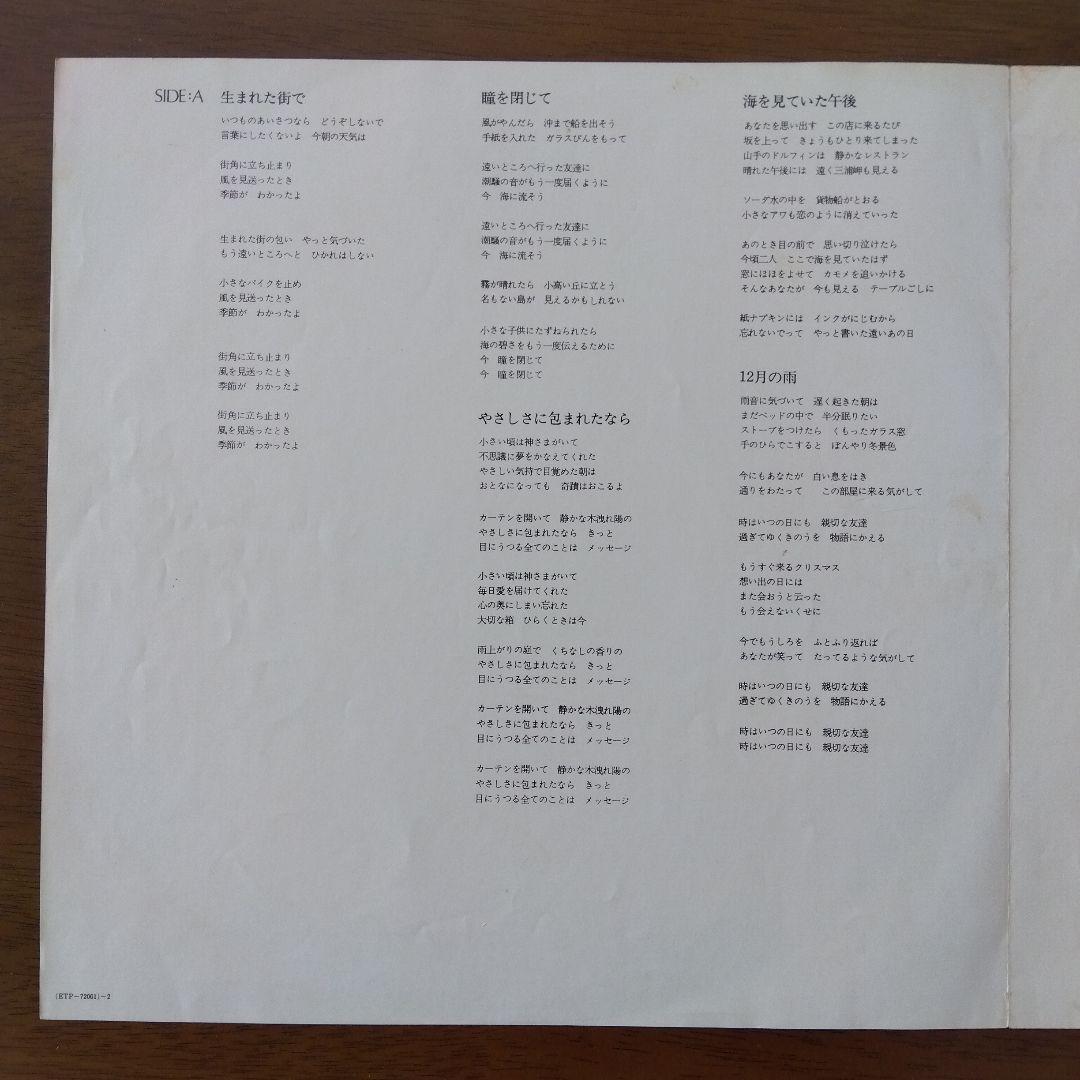 SIDE:A 生まれた街で
いつものあいさつなら　どうぞしないで
言葉にしたくないよ　今朝の天気は
街角に立ち止まり
風を見送ったとき
季節が　わかったよ
生まれた街の匂い　やっと気づいた
もう遠いところへと　ひかれはしない
小さなバイクを止め
風を見送ったとき
季節が　わかったよ
街角に立ち止まり
風を見送ったとき
季節が　わかったよ
街角に立ち止まり
風を見送ったとき
季節が　わかったよ
瞳を閉じて
風がやんだら　沖まで船を出そう
手紙を入れた　ガラスびんをもって
遠いところへ行った友達に
潮騒の音がもう一度届くように
今　海に流そう
遠いところへ行った友達に
潮騒の音がもう一度届くように
今　海に流そう
霧が晴れたら　小高い丘に立とう
名もない島が　見えるかもしれない
小さな子供にたずねられたら
海の碧さをもう一度伝えるために
今　瞳を閉じて
今　瞳を閉じて
やさしさに包まれたなら
小さい頃は神さまがいて
不思議に夢をかなえてくれた
やさしい気持で目覚めた朝は
おとなになっても　奇蹟はおこるよ
カーテンを開いて　静かな木洩れ陽の
やさしさに包まれたなら　きっと
目にうつる全てのことは　メッセージ
小さい頃は神さまがいて
毎日愛を届けてくれた
心の奥にしまい忘れた
大切な箱　ひらくときは今
雨上がりの庭で　くちなしの香りの
やさしさに包まれたなら　きっと
目にうつる全てのことは　メッセージ
カーテンを開いて　静かな木洩れ陽の
やさしさに包まれたなら　きっと
目にうつる全てのことは　メッセージ
カーテンを開いて　静かな木洩れ陽の
やさしさに包まれたなら　きっと
目にうつる全てのことは　メッセージ
海を見ていた午後
あなたを思い出す　この店に来るたび
坂を上って　きょうもひとり来てしまった
山手のドルフィンは　静かなレストラン
晴れた午後には　遠く三浦岬も見える
ソーダ水の中を　貨物船がとおる
小さなアワも恋のように消えていった
あのとき目の前で　思い切り泣けたら
今頃二人　ここで海を見ていたはず
窓にほほをよせて　カモメを追いかける
そんなあなたが　今も見える　テーブルごしに
紙ナプキンには　インクがにじむから
忘れないでって　やっと書いた遠いあの日
12月の雨
雨音に気づいて　遅く起きた朝は
まだベッドの中で　半分眠りたい
ストーブをつけたら　くもったガラス窓
手のひらでこすると　ぼんやり冬景色
今にもあなたが　白い息をはき
通りをわたって　　この部屋に来る気がして
時はいつの日にも　親切な友達
過ぎてゆくきのうを　物語にかえる
もうすぐ来るクリスマス
想い出の日には
また会おうと云った
もう会えないくせに
今でもうしろを　ふとふり返れば
あなたが笑って　たってるような気がして
時はいつの日にも　親切な友達
過ぎてゆくきのうを　物語にかえる
時はいつの日にも　親切な友達
時はいつの日にも　親切な友達
(ETP-72001)-2